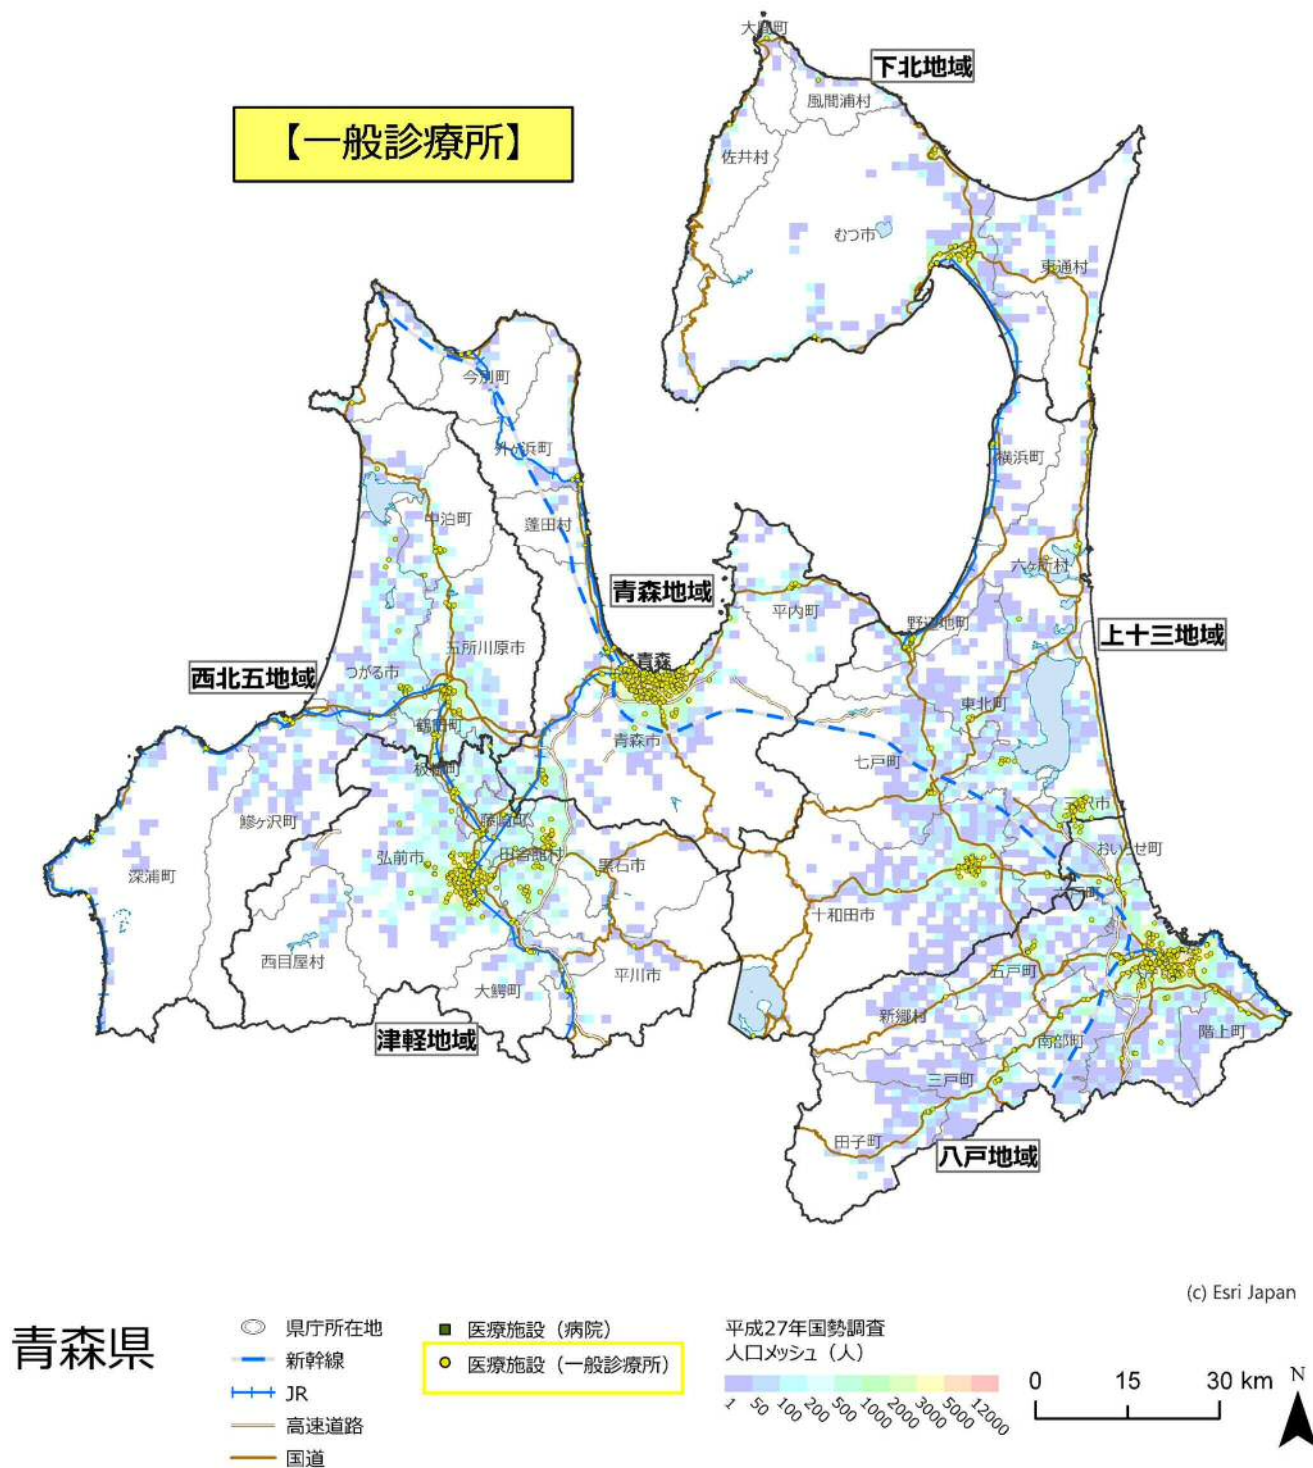 大間町
下北地域
【一般診療所】
風間浦村
佐井村
むつ市
東通村
今別町
外ヶ浜町
横浜町
中泊町
蓬田村
六ヶ所村
青森地域
平内町
野辺地町
上十三地域
五所川原市
青森
西北五地域
つがる市
東北町
鶴田町
青森市
七戸町
板柳町
三沢市
鰺ヶ沢町
藤崎町
おいらせ町
弘前市
田舎館村
黒石市
深浦町
六戸町
十和田市
西目屋村
平川市
五戸町
大鰐町
新郷村
階上町
津軽地域
南部町
三戸町
田子町
八戸地域
(c) Esri Japan
青森県
県庁所在地
新幹線
JR
高速道路
国道
医療施設（病院）
医療施設（一般診療所）
平成27年国勢調査
人口メッシュ（人）
1 50 100 200 500 1000 2000 3000 5000 12000
0 15 30 km
N